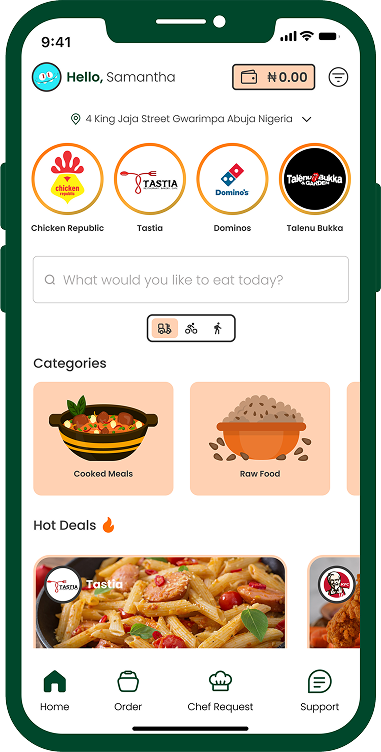 9:41
Hello, Samantha
₦0.00
4 King Jaja Street Gwarimpa Abuja Nigeria
chicken
republic
TASTIA
Domino's
Talénu Bukka
& GARDEN
Chicken Republic
Tastia
Dominos
Talenu Bukka
What would you like to eat today?
Categories
Cooked Meals
Raw Food
Hot Deals
TASTIA
Tastia
KFC
Home
Order
Chef Request
Support